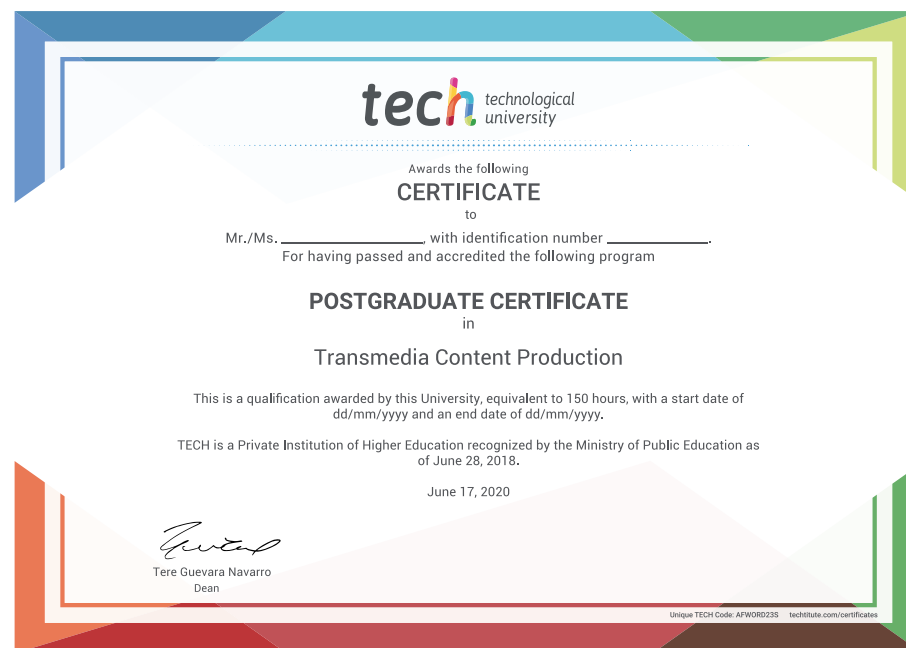 tech technological
university
Awards the following
CERTIFICATE
to
Mr./Ms. ____________________, with identification number ______________.
For having passed and accredited the following program
POSTGRADUATE CERTIFICATE
in
Transmedia Content Production
This is a qualification awarded by this University, equivalent to 150 hours, with a start date of
dd/mm/yyyy and an end date of dd/mm/yyyy.
TECH is a Private Institution of Higher Education recognized by the Ministry of Public Education as
of June 28, 2018.
June 17, 2020
Tere Guevara Navarro
Dean
Unique TECH Code: AFWORD23S techtitute.com/certificates